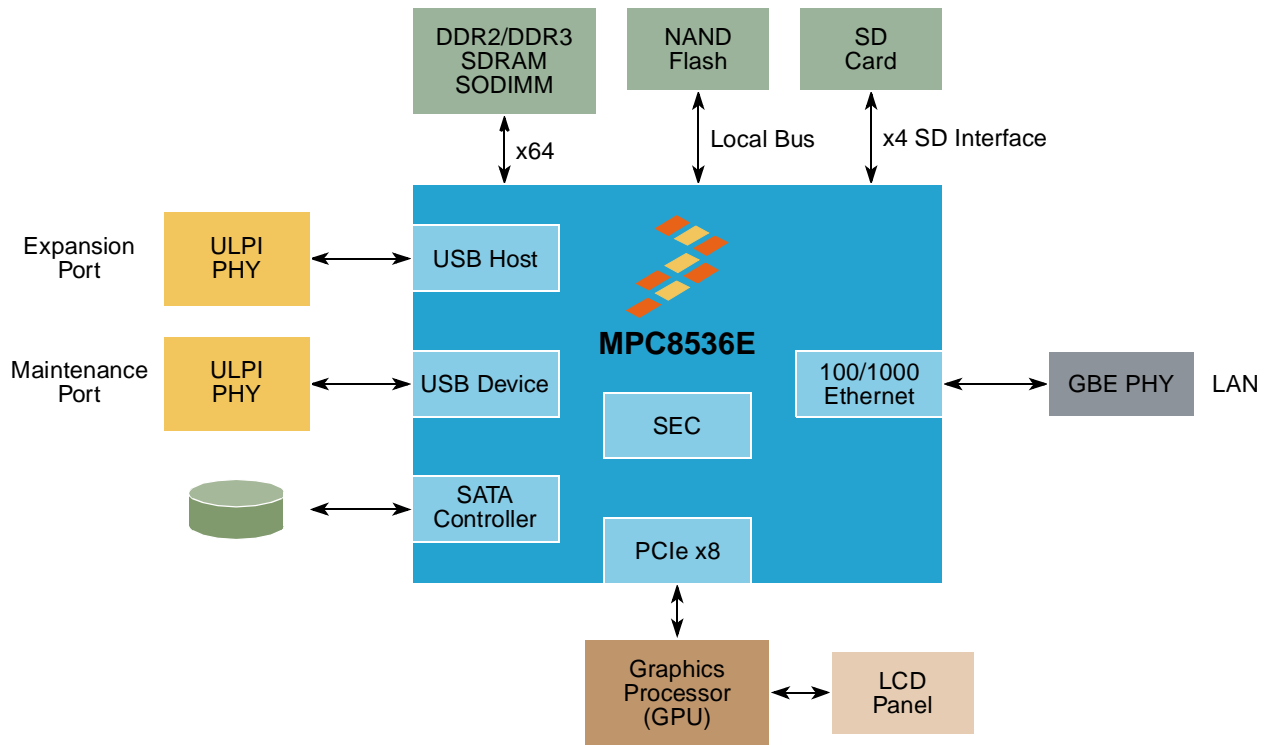 DDR2/DDR3
SDRAM
SODIMM
NAND
Flash
SD
Card
x64
Local Bus
x4 SD Interface
Expansion
Port
ULPI
PHY
USB Host
MPC8536E
Maintenance
Port
ULPI
PHY
USB Device
100/1000
Ethernet
GBE PHY
LAN
SEC
SATA
Controller
PCIe x8
Graphics
Processor
(GPU)
LCD
Panel